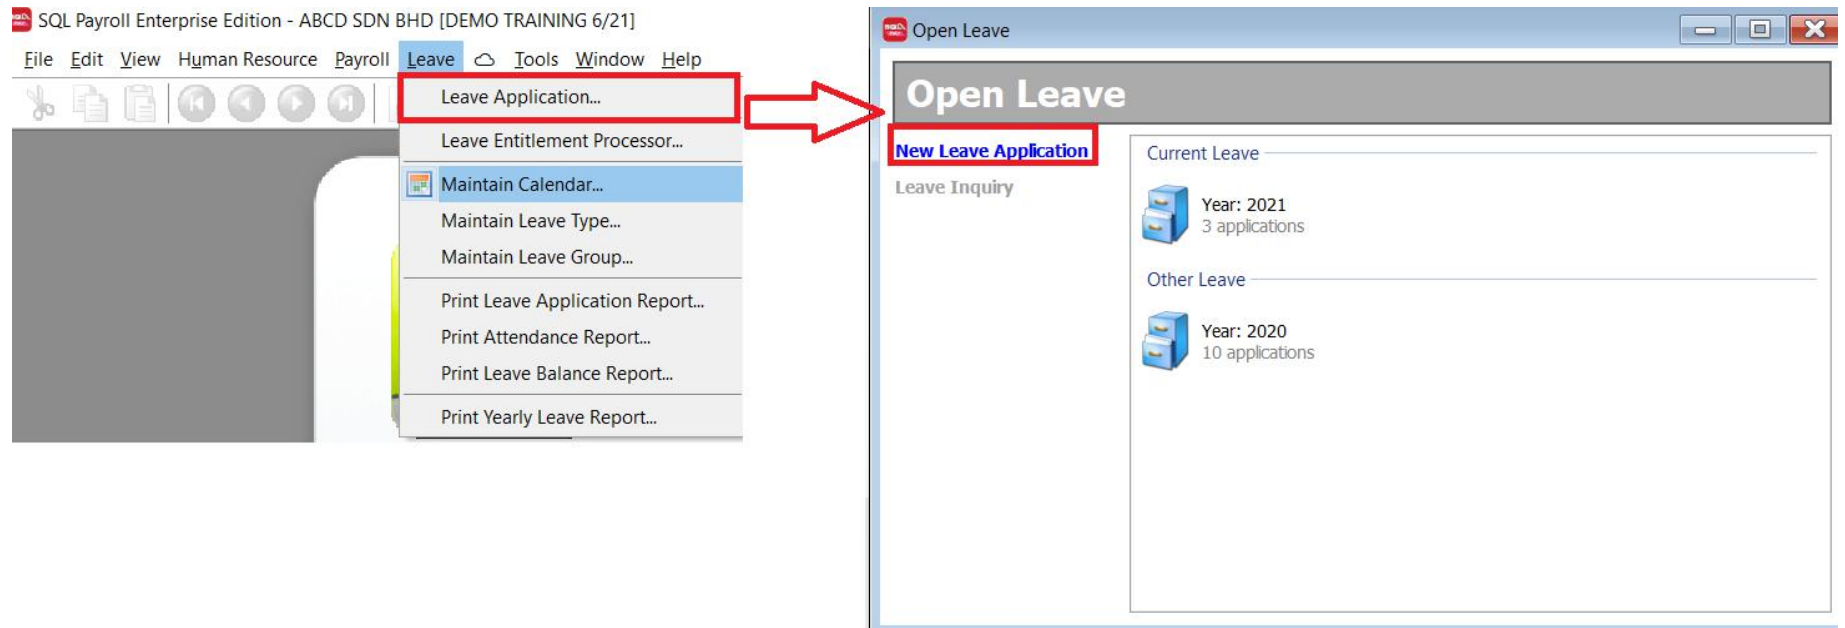 SQL Payroll Enterprise Edition - ABCD SDN BHD [DEMO TRAINING 6/21]
File Edit View Human Resource Payroll Leave Tools Window Help
Leave Application...
Leave Entitlement Processor...
Maintain Calendar...
Maintain Leave Type...
Maintain Leave Group...
Print Leave Application Report...
Print Attendance Report...
Print Leave Balance Report...
Print Yearly Leave Report...
Open Leave
Open Leave
New Leave Application
Leave Inquiry
Current Leave
Year: 2021
3 applications
Other Leave
Year: 2020
10 applications